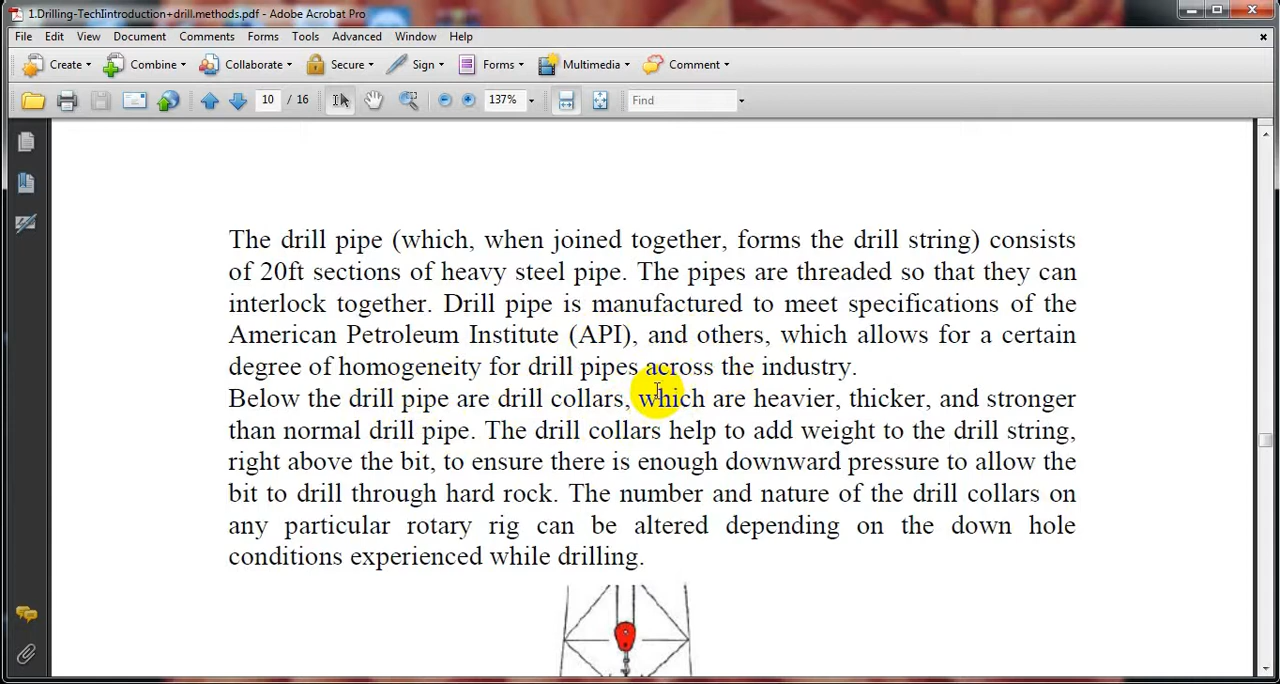 1.Drilling-TechIintroduction+drill.methods.pdf - Adobe Acrobat Pro
File Edit View Document Comments Forms Tools Advanced Window Help
Create Combine Collaborate Secure Sign Forms Multimedia Comment
10 / 16 137% Find
The drill pipe (which, when joined together, forms the drill string) consists
of 20ft sections of heavy steel pipe. The pipes are threaded so that they can
interlock together. Drill pipe is manufactured to meet specifications of the
American Petroleum Institute (API), and others, which allows for a certain
degree of homogeneity for drill pipes across the industry.
Below the drill pipe are drill collars, which are heavier, thicker, and stronger
than normal drill pipe. The drill collars help to add weight to the drill string,
right above the bit, to ensure there is enough downward pressure to allow the
bit to drill through hard rock. The number and nature of the drill collars on
any particular rotary rig can be altered depending on the down hole
conditions experienced while drilling.